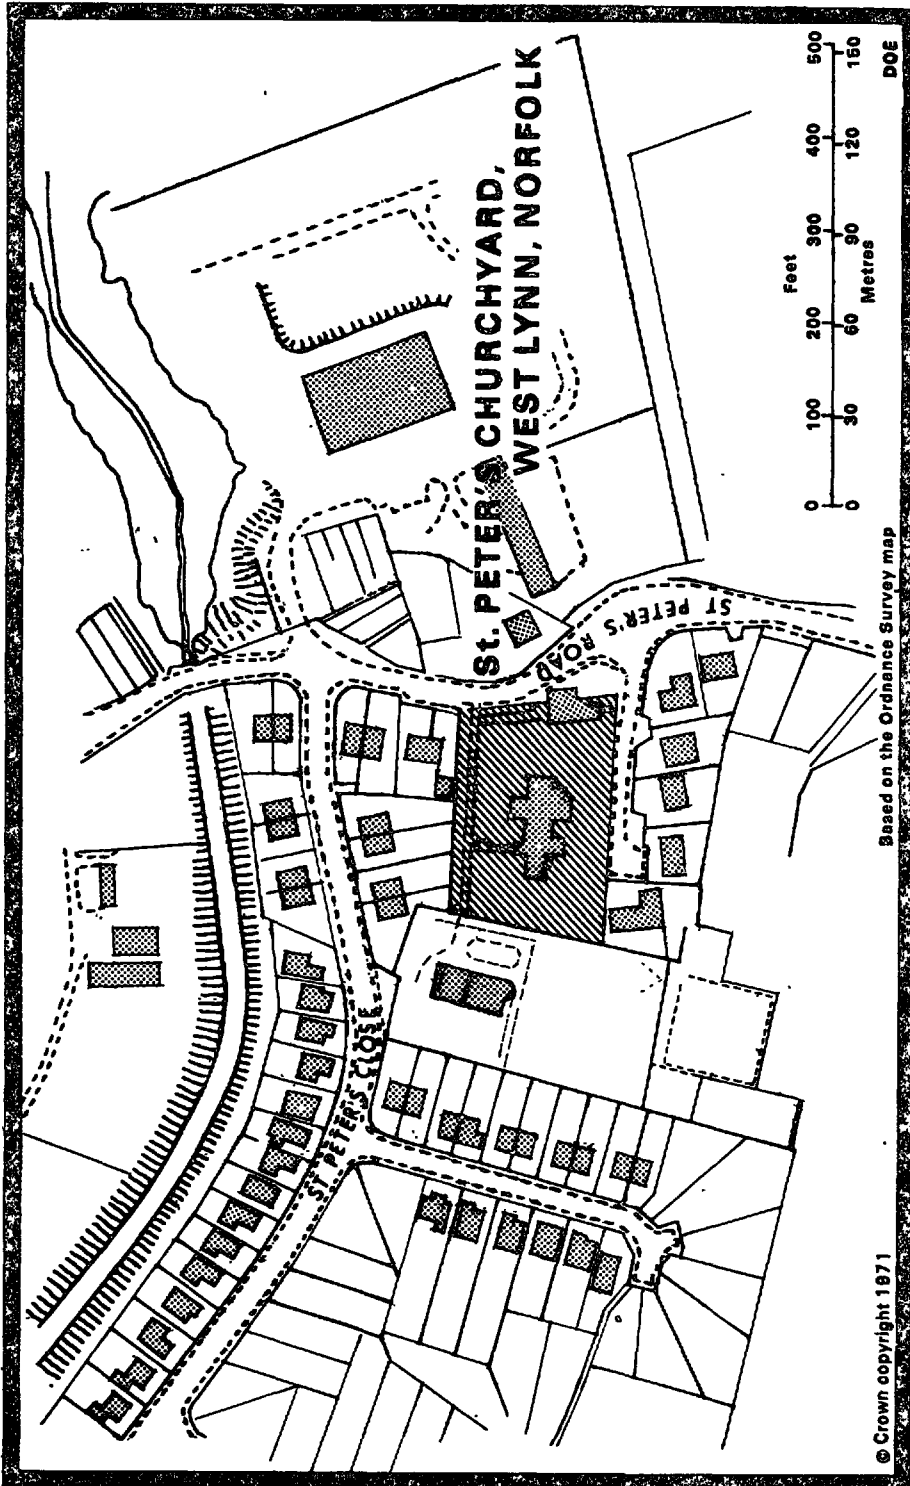 St. PETER'S CHURCHYARD,
WEST LYNN, NORFOLK
ST PETER'S CLOSE
ST PETER'S ROAD
Feet
0 100 200 300 400 500
0 30 60 90 120 150
Metres
© Crown copyright 1971
Based on the Ordnance Survey map
DOE